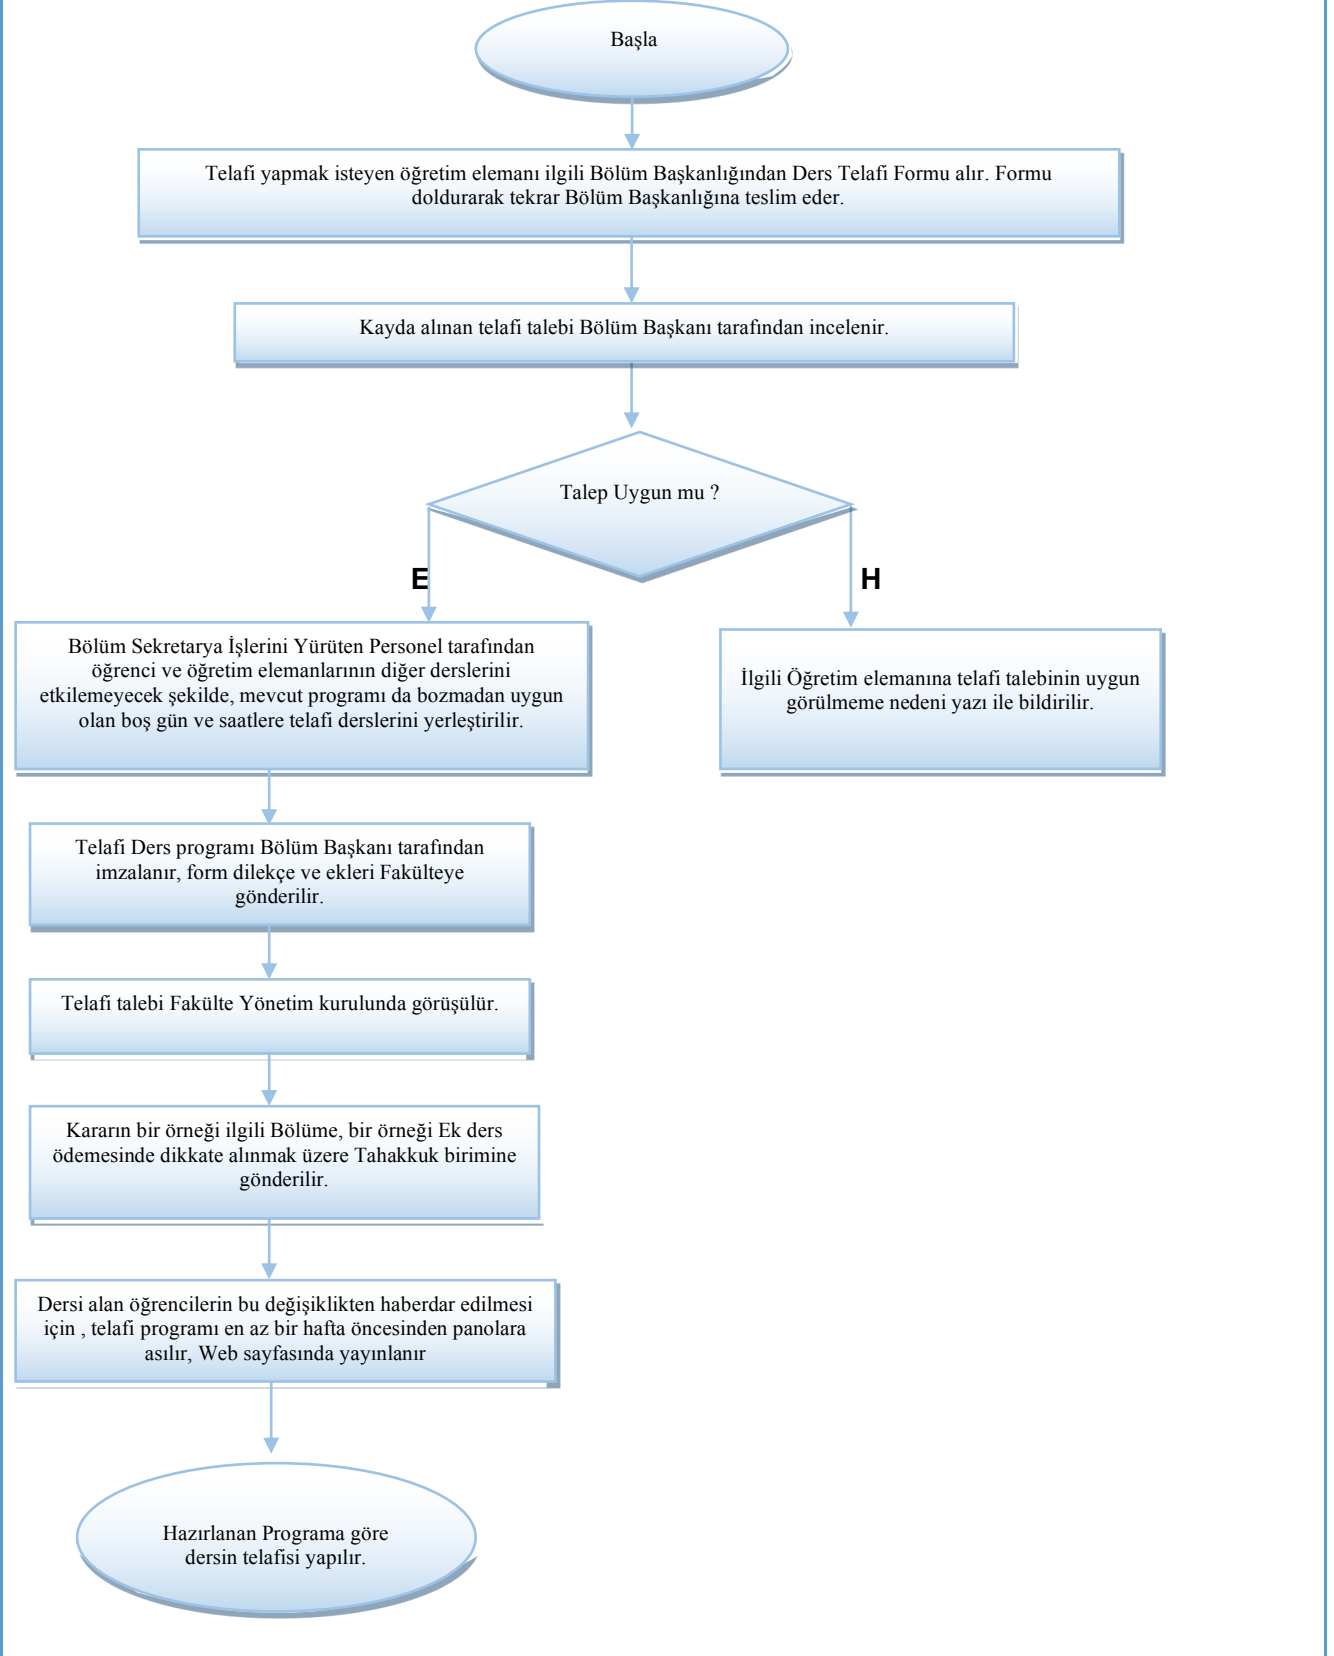 Başla
Telafi yapmak isteyen öğretim elemanı ilgili Bölüm Başkanlığından Ders Telafi Formu alır. Formu
doldurarak tekrar Bölüm Başkanlığına teslim eder.
Kayda alınan telafi talebi Bölüm Başkanı tarafından incelenir.
Talep Uygun mu ?
E
H
Bölüm Sekretarya İşlerini Yürüten Personel tarafından
öğrenci ve öğretim elemanlarının diğer derslerini
etkilemeyecek şekilde, mevcut programı da bozmadan uygun
olan boş gün ve saatlere telafi derslerini yerleştirilir.
İlgili Öğretim elemanına telafi talebinin uygun
görülmeme nedeni yazı ile bildirilir.
Telafi Ders programı Bölüm Başkanı tarafından
imzalanır, form dilekçe ve ekleri Fakülteye
gönderilir.
Telafi talebi Fakülte Yönetim kurulunda görüşülür.
Kararın bir örneği ilgili Bölüme, bir örneği Ek ders
ödemesinde dikkate alınmak üzere Tahakkuk birimine
gönderilir.
Dersi alan öğrencilerin bu değişiklikten haberdar edilmesi
için , telafi programı en az bir hafta öncesinden panolara
asılır, Web sayfasında yayınlanır
Hazırlanan Programa göre
dersin telafisi yapılır.